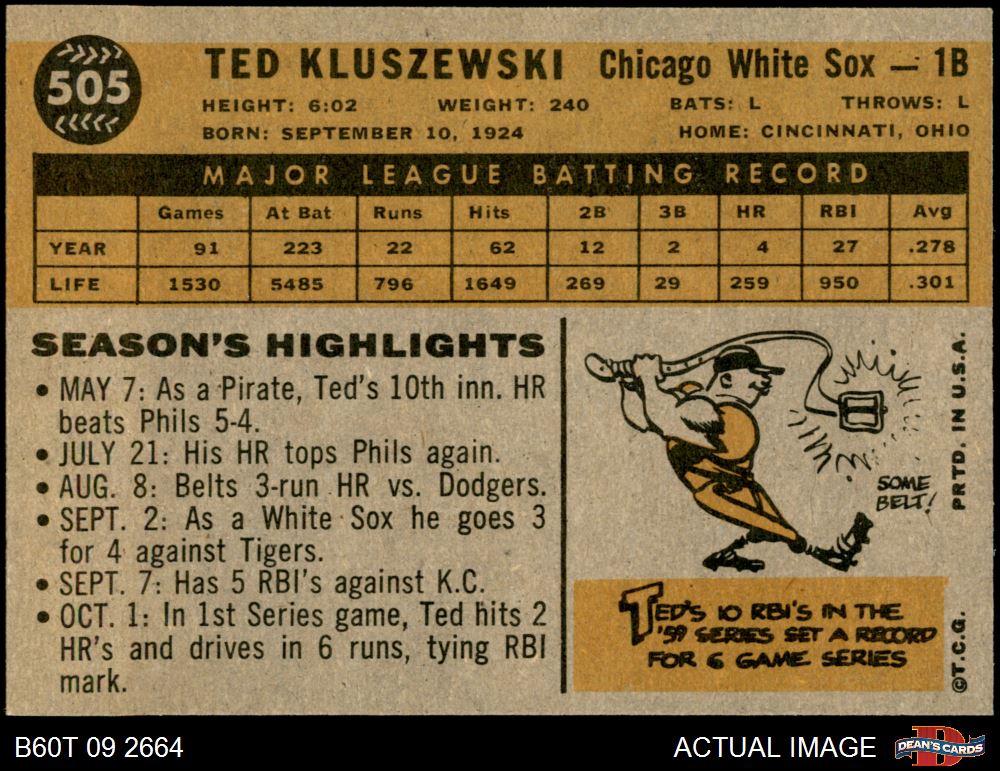 505
TED KLUSZEWSKI Chicago White Sox — 1B
HEIGHT: 6:02 WEIGHT: 240 BATS: L THROWS: L
BORN: SEPTEMBER 10, 1924 HOME: CINCINNATI, OHIO
MAJOR LEAGUE BATTING RECORD
Games At Bat Runs Hits 2B 3B HR RBI Avg
YEAR 91 223 22 62 12 2 4 27 .278
LIFE 1530 5485 796 1649 269 29 259 950 .301
SEASON'S HIGHLIGHTS
• MAY 7: As a Pirate, Ted's 10th inn. HR
beats Phils 5-4.
• JULY 21: His HR tops Phils again.
• AUG. 8: Belts 3-run HR vs. Dodgers.
• SEPT. 2: As a White Sox he goes 3
for 4 against Tigers.
• SEPT. 7: Has 5 RBI's against K.C.
• OCT. 1: In 1st Series game, Ted hits 2
HR's and drives in 6 runs, tying RBI
mark.
SOME
BELT!
TED'S 10 RBI'S IN THE
'59 SERIES SET A RECORD
FOR 6 GAME SERIES
©T.C.G. PRTD. IN U.S.A.
B60T 09 2664 ACTUAL IMAGE
D
DEAN'S CARDS